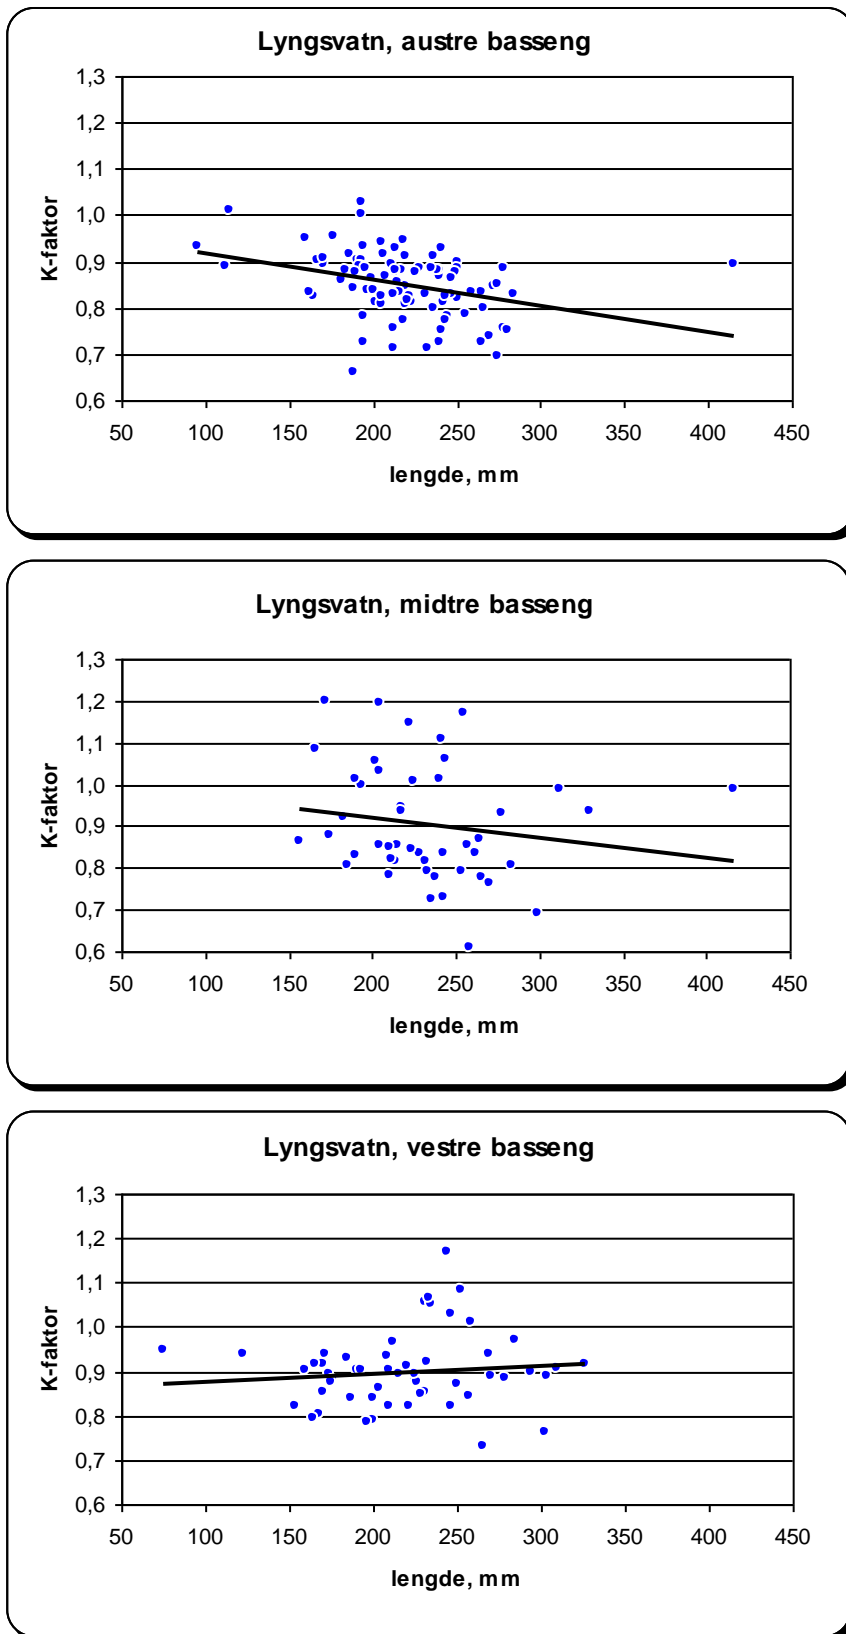 Lyngsvatn, austre basseng
1,3
1,2
1,1
1,0
0,9
0,8
0,7
0,6
K-faktor
50 100 150 200 250 300 350 400 450
lengde, mm
Lyngsvatn, midtre basseng
1,3
1,2
1,1
1,0
0,9
0,8
0,7
0,6
K-faktor
50 100 150 200 250 300 350 400 450
lengde, mm
Lyngsvatn, vestre basseng
1,3
1,2
1,1
1,0
0,9
0,8
0,7
0,6
K-faktor
50 100 150 200 250 300 350 400 450
lengde, mm